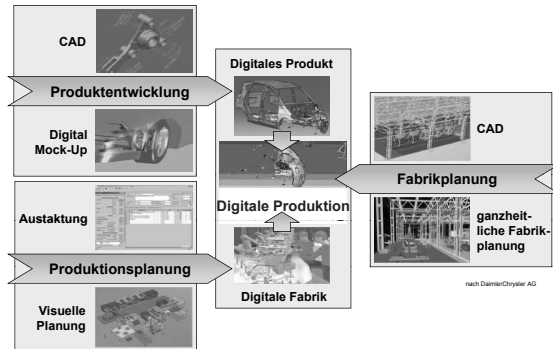 CAD
Produktentwicklung
Digital
Mock-Up
Austaktung
Produktionsplanung
Visuelle
Planung
Digitales Produkt
Digitale Produktion
Digitale Fabrik
CAD
Fabrikplanung
ganzheit-
liche Fabrik-
planung
nach DaimlerChrysler AG